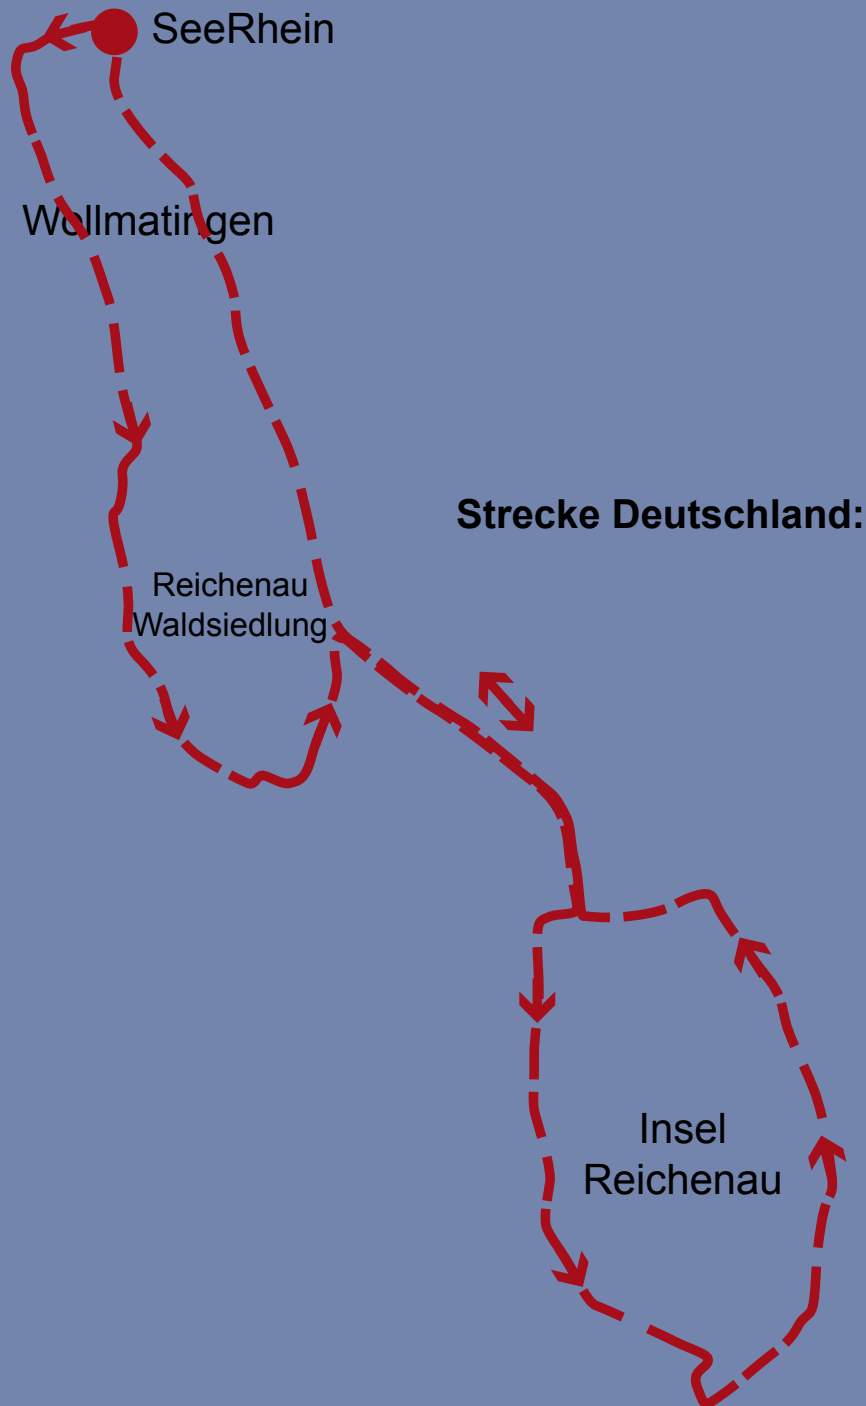 SeeRhein
Wollmatingen
Strecke Deutschland:
Reichenau
Waldsiedlung
Insel
Reichenau